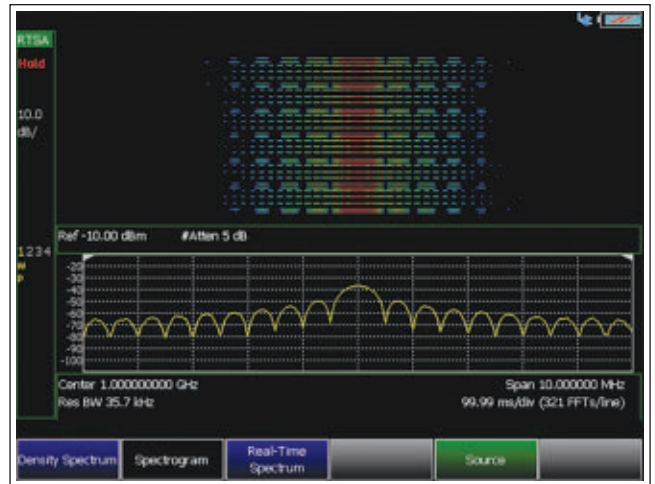 RTSA
Hold
10.0
dB/
Ref -10.00 dBm #Atten 5 dB
1234
W
P
-20
-30
-40
-50
-60
-70
-80
-90
-100
Center 1.000000000 GHz Span 10.000000 MHz
Res BW 35.7 kHz 99.99 ms/div (321 FFTs/line)
Density Spectrum
Spectrogram
Real-Time
Spectrum
Source